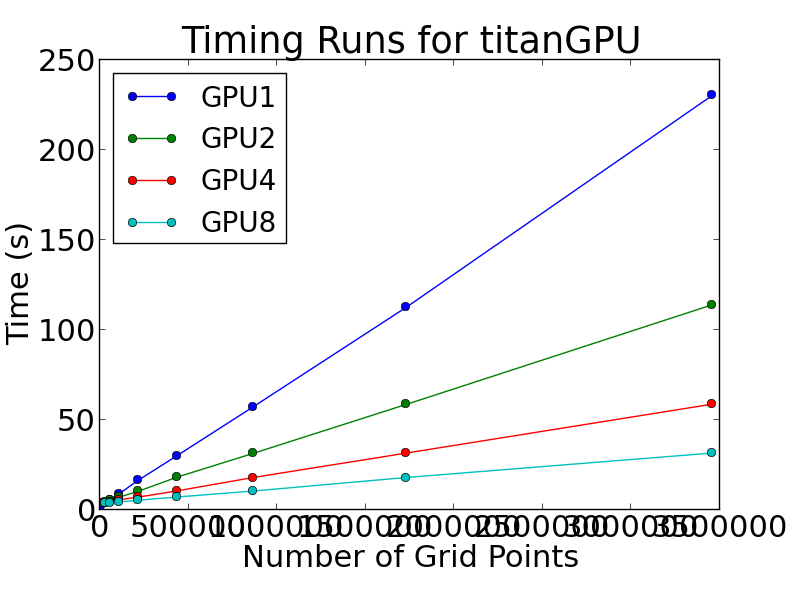 Timing Runs for titanGPU
250
200
150
100
50
0
Time (s)
GPU1
GPU2
GPU4
GPU8
0 500000 1000000 1500000 2000000 2500000 3000000 3500000
Number of Grid Points